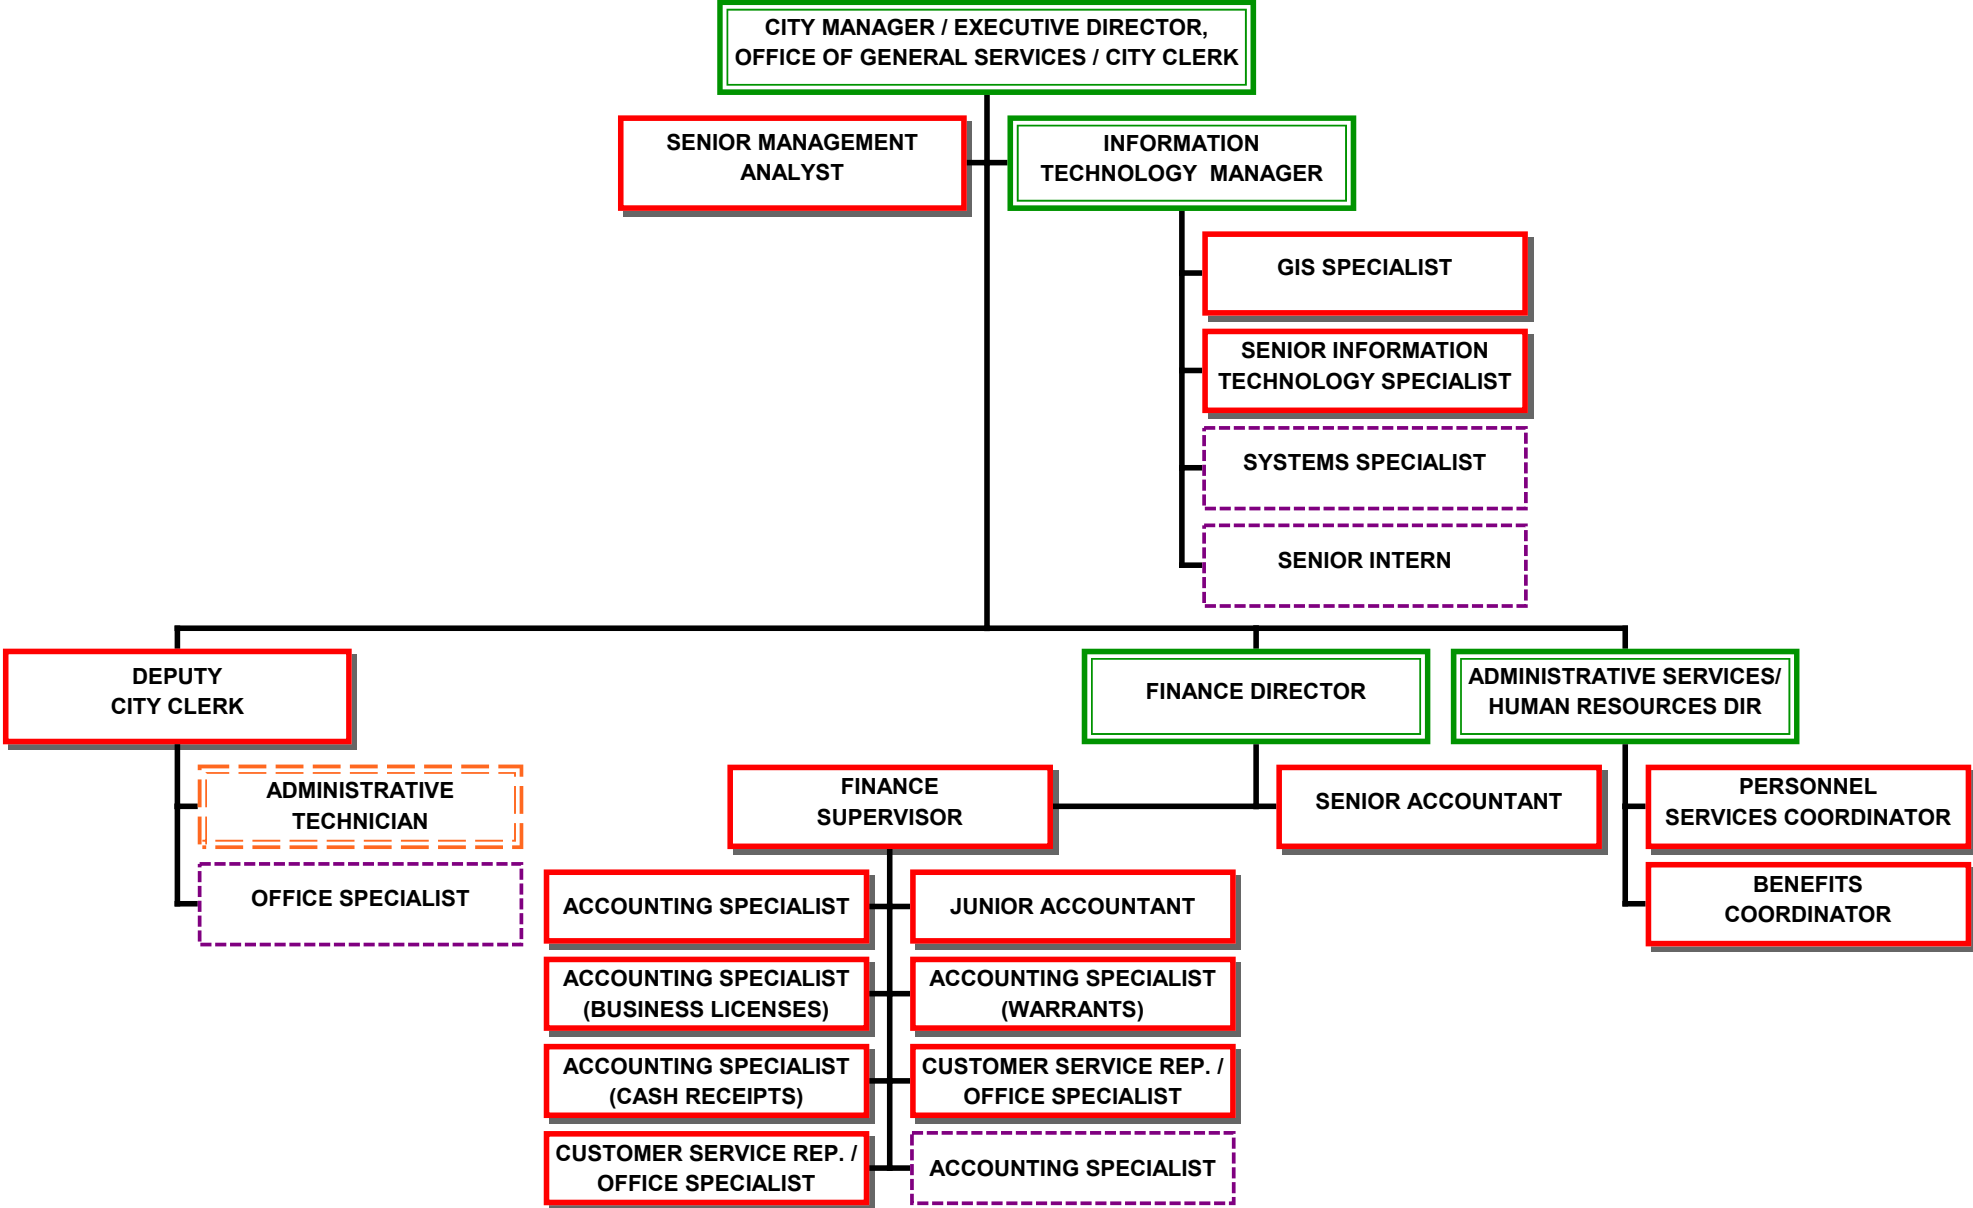 CITY MANAGER / EXECUTIVE DIRECTOR,
OFFICE OF GENERAL SERVICES / CITY CLERK
SENIOR MANAGEMENT
ANALYST
INFORMATION
TECHNOLOGY  MANAGER
GIS SPECIALIST
SENIOR INFORMATION
TECHNOLOGY SPECIALIST
SYSTEMS SPECIALIST
SENIOR INTERN
DEPUTY
CITY CLERK
ADMINISTRATIVE
TECHNICIAN
OFFICE SPECIALIST
FINANCE DIRECTOR
FINANCE
SUPERVISOR
SENIOR ACCOUNTANT
ACCOUNTING SPECIALIST
JUNIOR ACCOUNTANT
ACCOUNTING SPECIALIST
(BUSINESS LICENSES)
ACCOUNTING SPECIALIST
(WARRANTS)
ACCOUNTING SPECIALIST
(CASH RECEIPTS)
CUSTOMER SERVICE REP. /
OFFICE SPECIALIST
CUSTOMER SERVICE REP. /
OFFICE SPECIALIST
ACCOUNTING SPECIALIST
ADMINISTRATIVE SERVICES/
HUMAN RESOURCES DIR
PERSONNEL
SERVICES COORDINATOR
BENEFITS
COORDINATOR